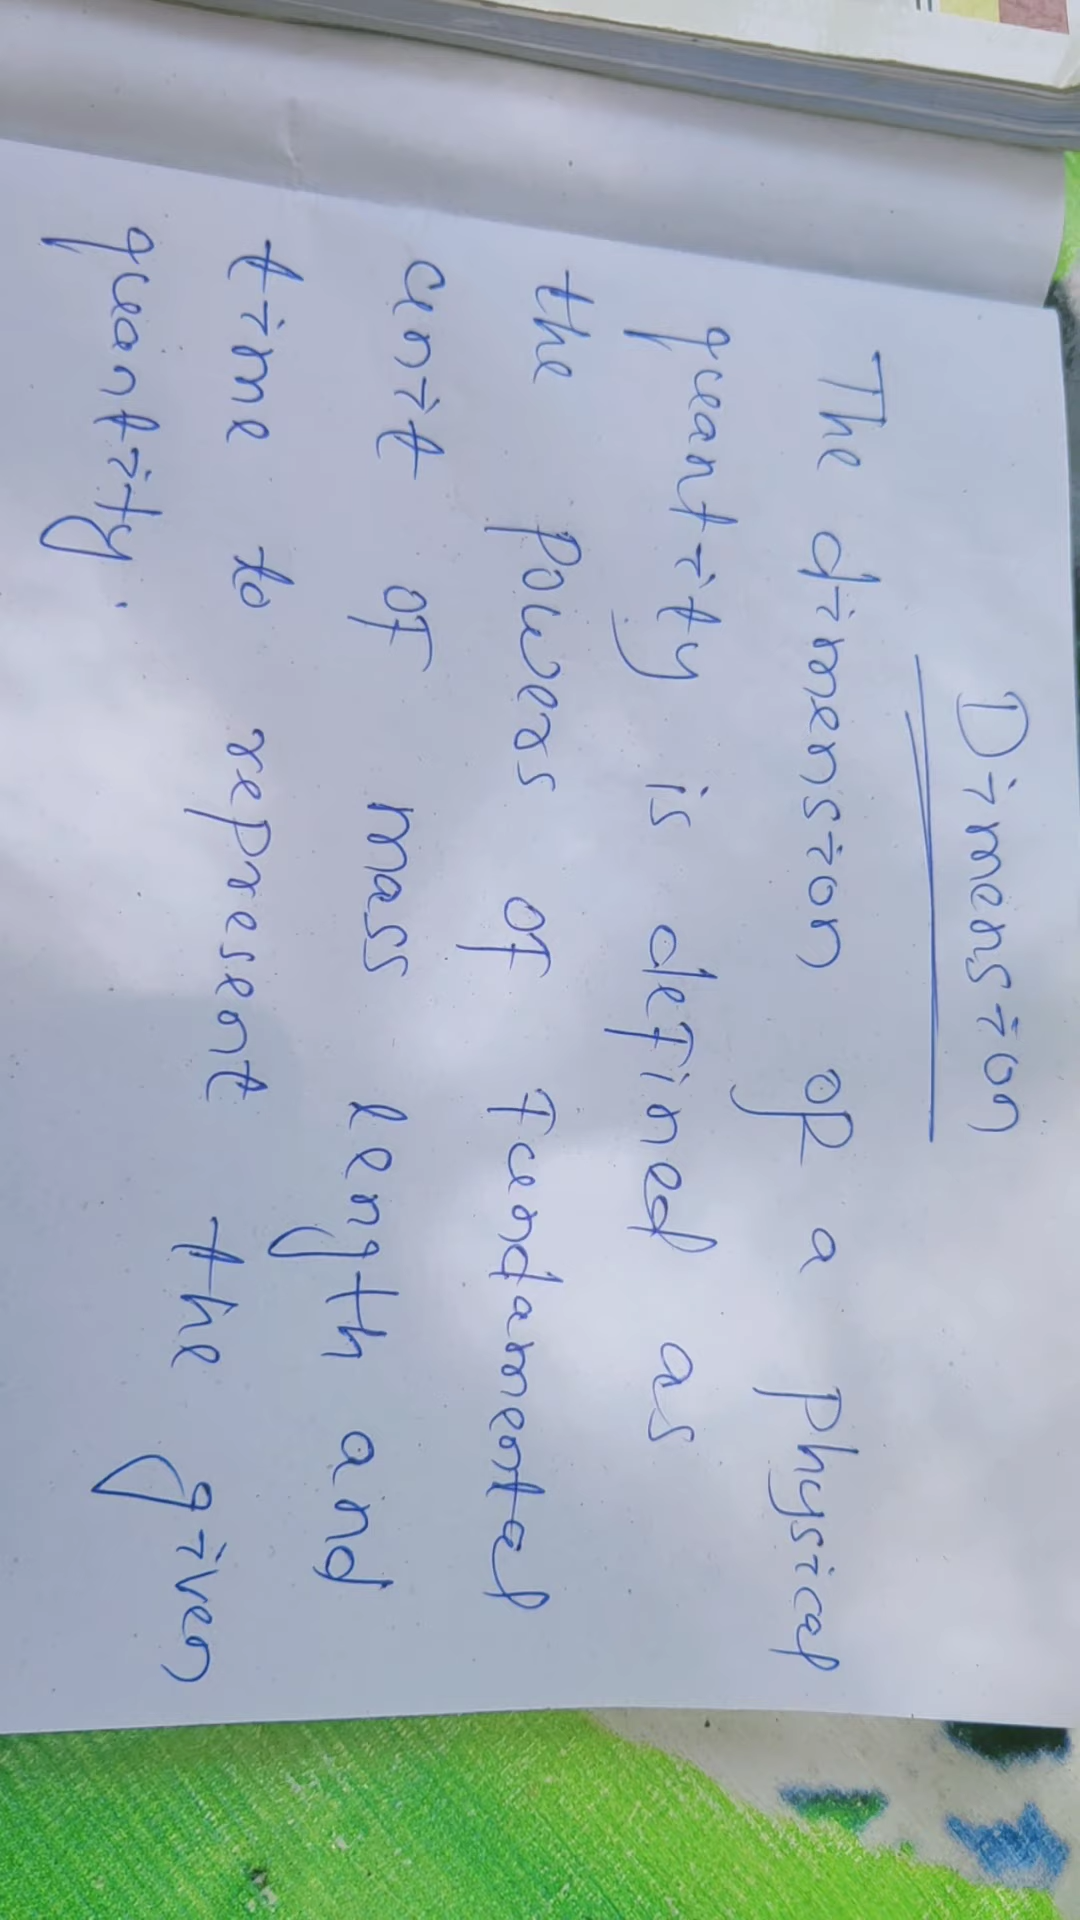 Dimension
The dimension of a physical
quantity is defined as
the powers of fundamental
unit of mass length and
time to represent the given
quantity.